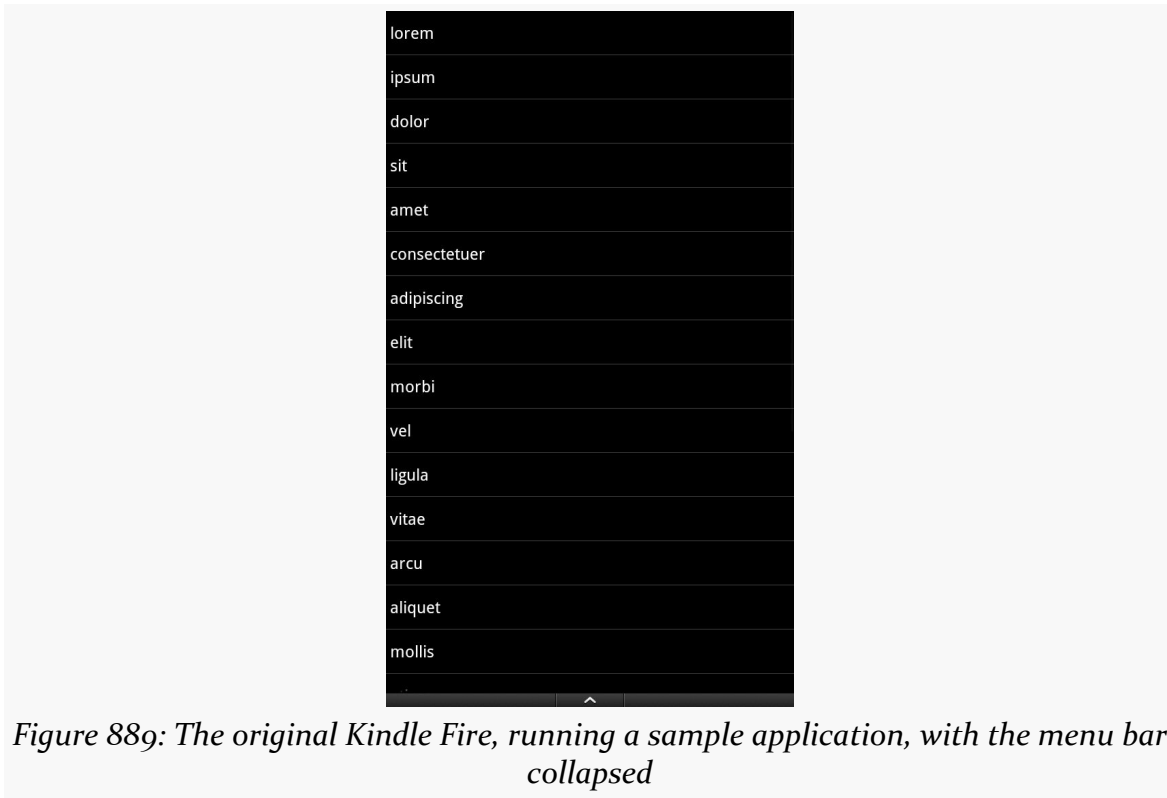 lorem
ipsum
dolor
sit
amet
consectetuer
adipiscing
elit
morbi
vel
ligula
vitae
arcu
aliquet
mollis
Figure 889: The original Kindle Fire, running a sample application, with the menu bar
collapsed